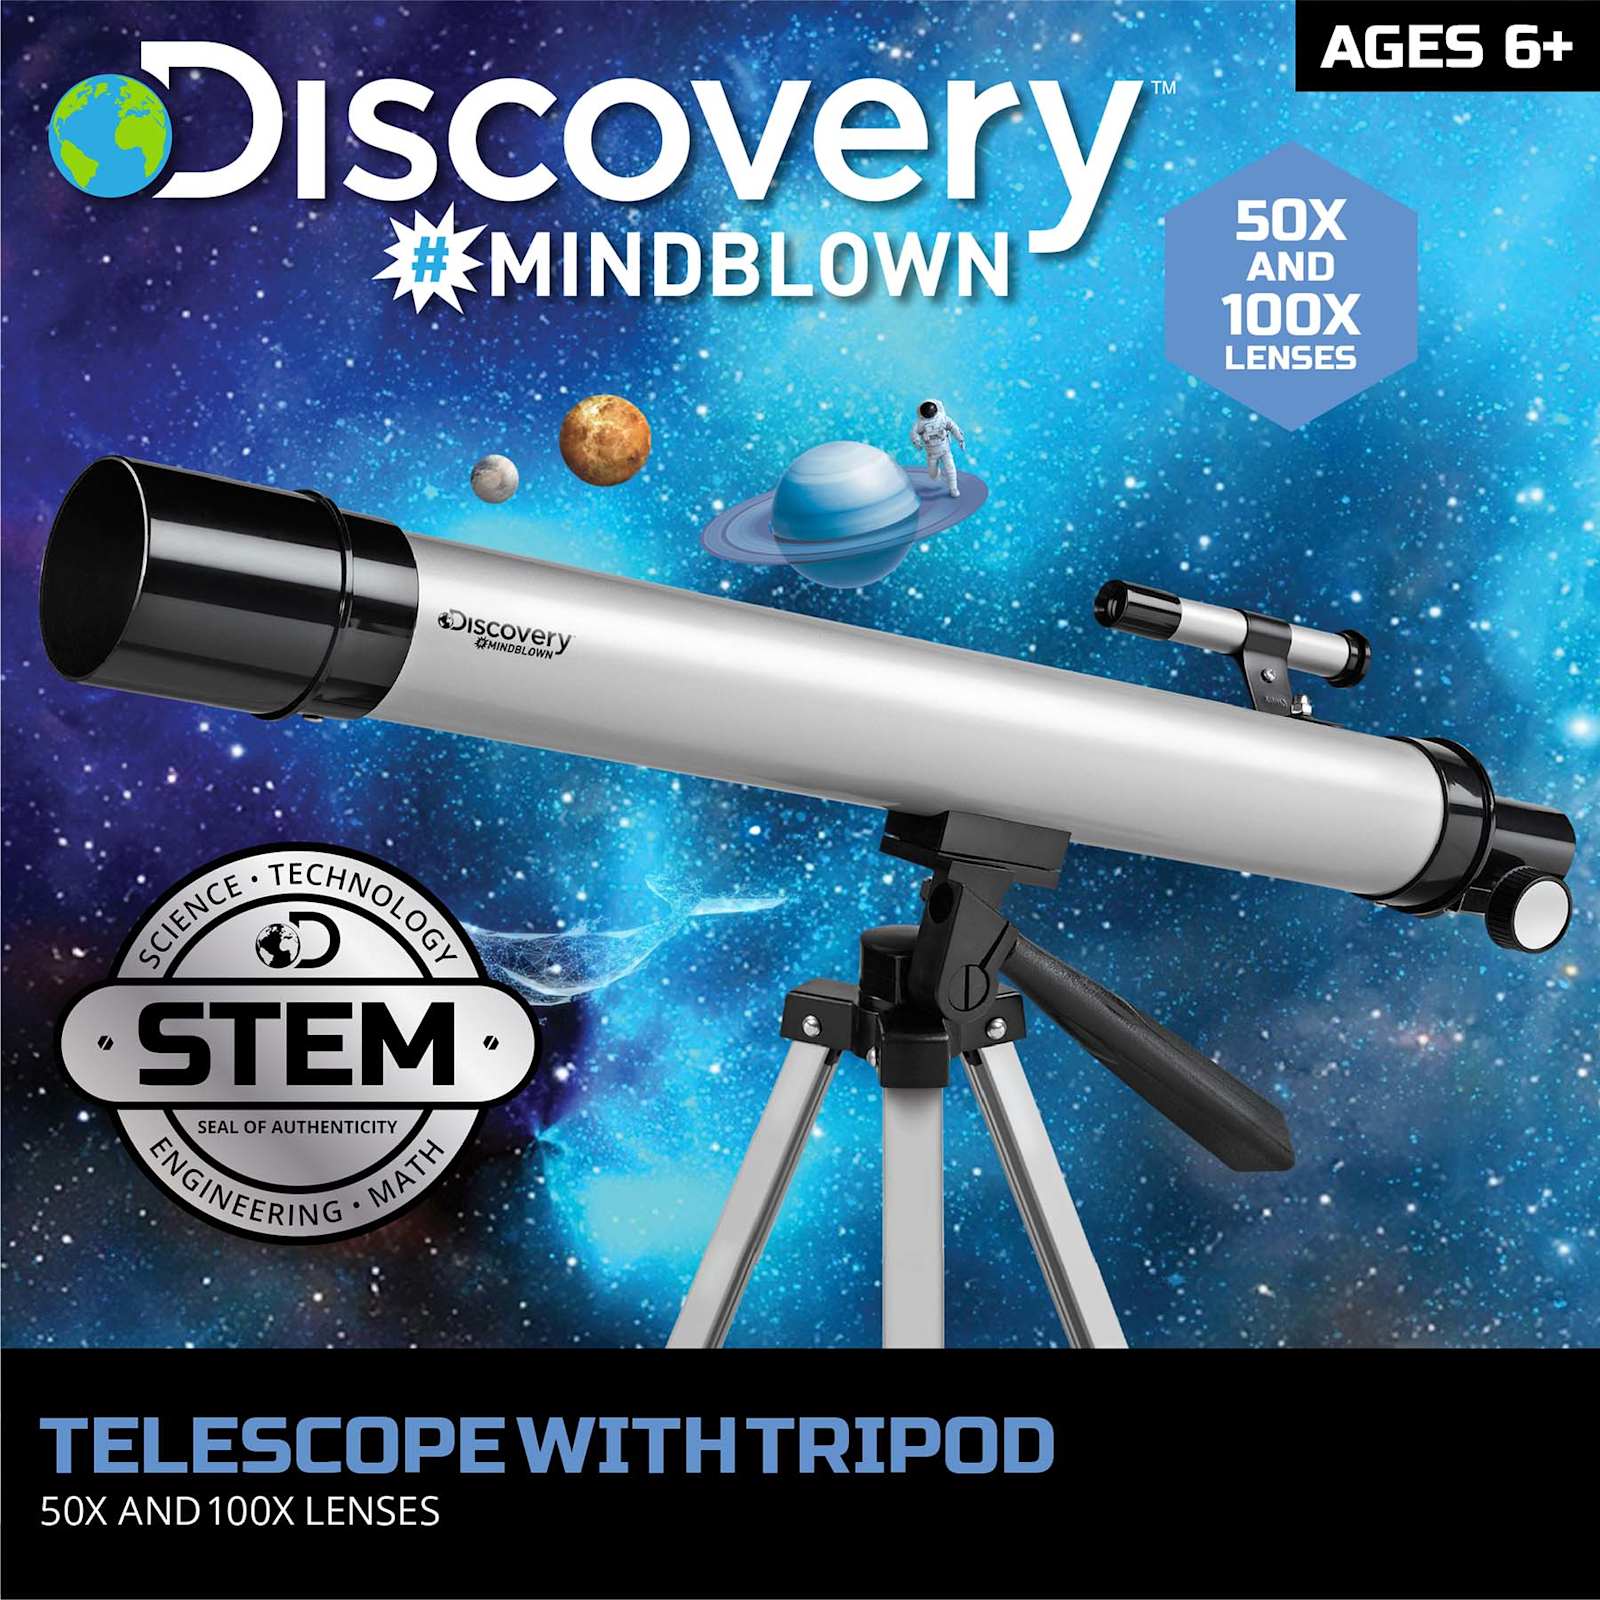 AGES 6+
DISCOVERY™
#MINDBLOWN
50X
AND
100X
LENSES
DISCOVERY
#MINDBLOWN
SCIENCE • TECHNOLOGY
D
STEM
SEAL OF AUTHENTICITY
ENGINEERING • MATH
TELESCOPE WITH TRIPOD
50X AND 100X LENSES